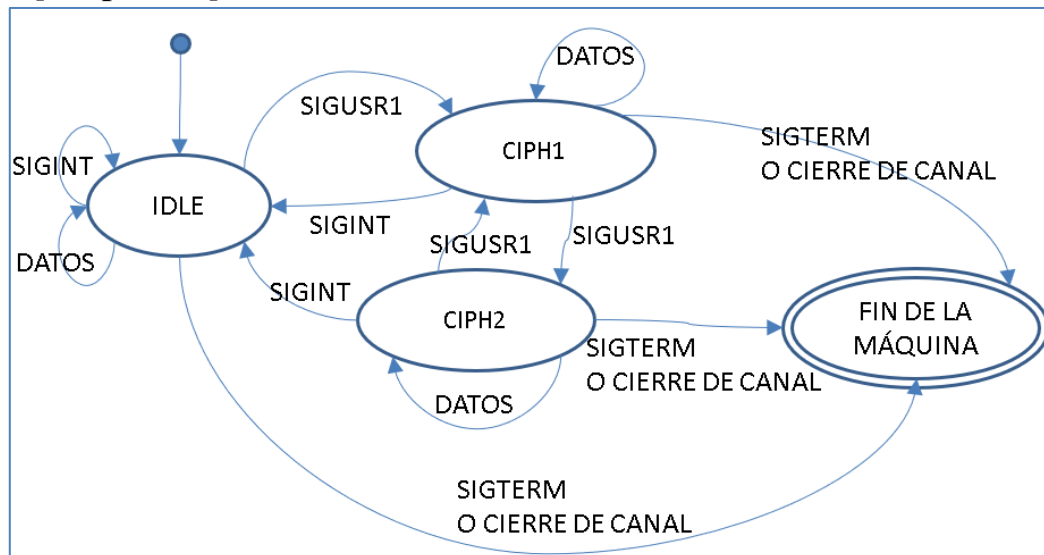 DATOS
SIGUSR1
SIGTERM
O CIERRE DE CANAL
CIPH1
SIGINT
IDLE
SIGINT
SIGUSR1
SIGUSR1
DATOS
SIGINT
CIPH2
FIN DE LA
MÁQUINA
SIGTERM
O CIERRE DE CANAL
DATOS
SIGTERM
O CIERRE DE CANAL